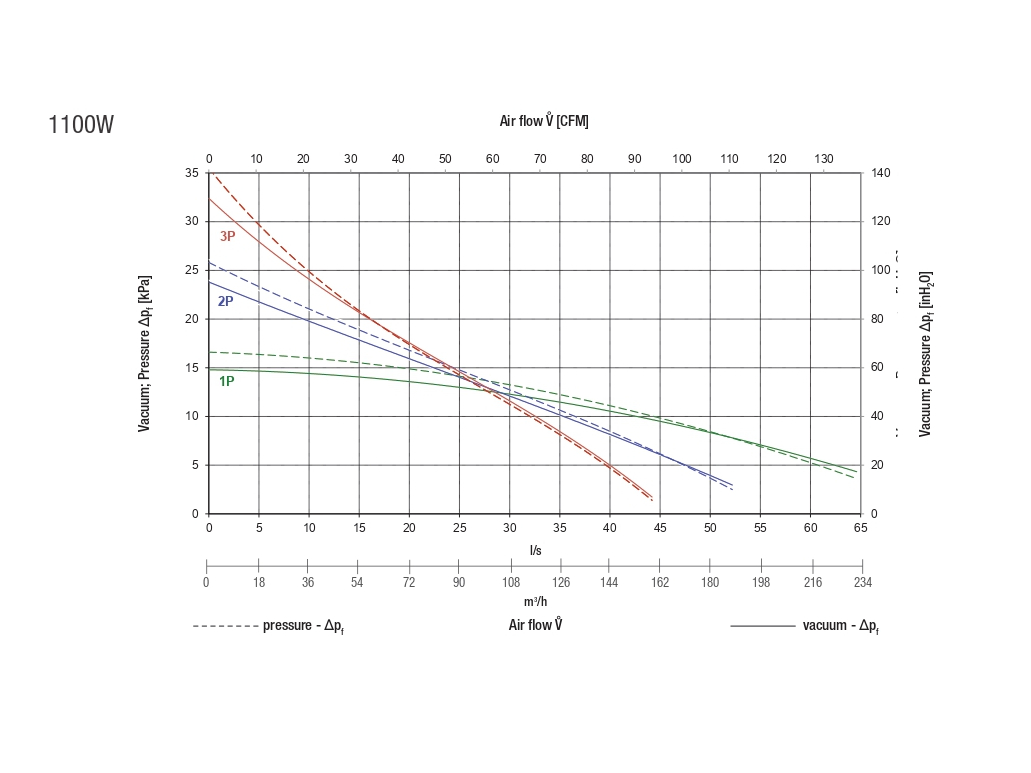 1100W
Air flow V̊ [CFM]
0 10 20 30 40 50 60 70 80 90 100 110 120 130
35 140
30 120
3P
25 100
2P
20 80
15 60
1P
10 40
5 20
0 0
Vacuum; Pressure Δpf [kPa]
Vacuum; Pressure Δpf [inH2O]
0 5 10 15 20 25 30 35 40 45 50 55 60 65
l/s
0 18 36 54 72 90 108 126 144 162 180 198 216 234
m³/h
pressure - Δpf Air flow V̊ vacuum - Δpf